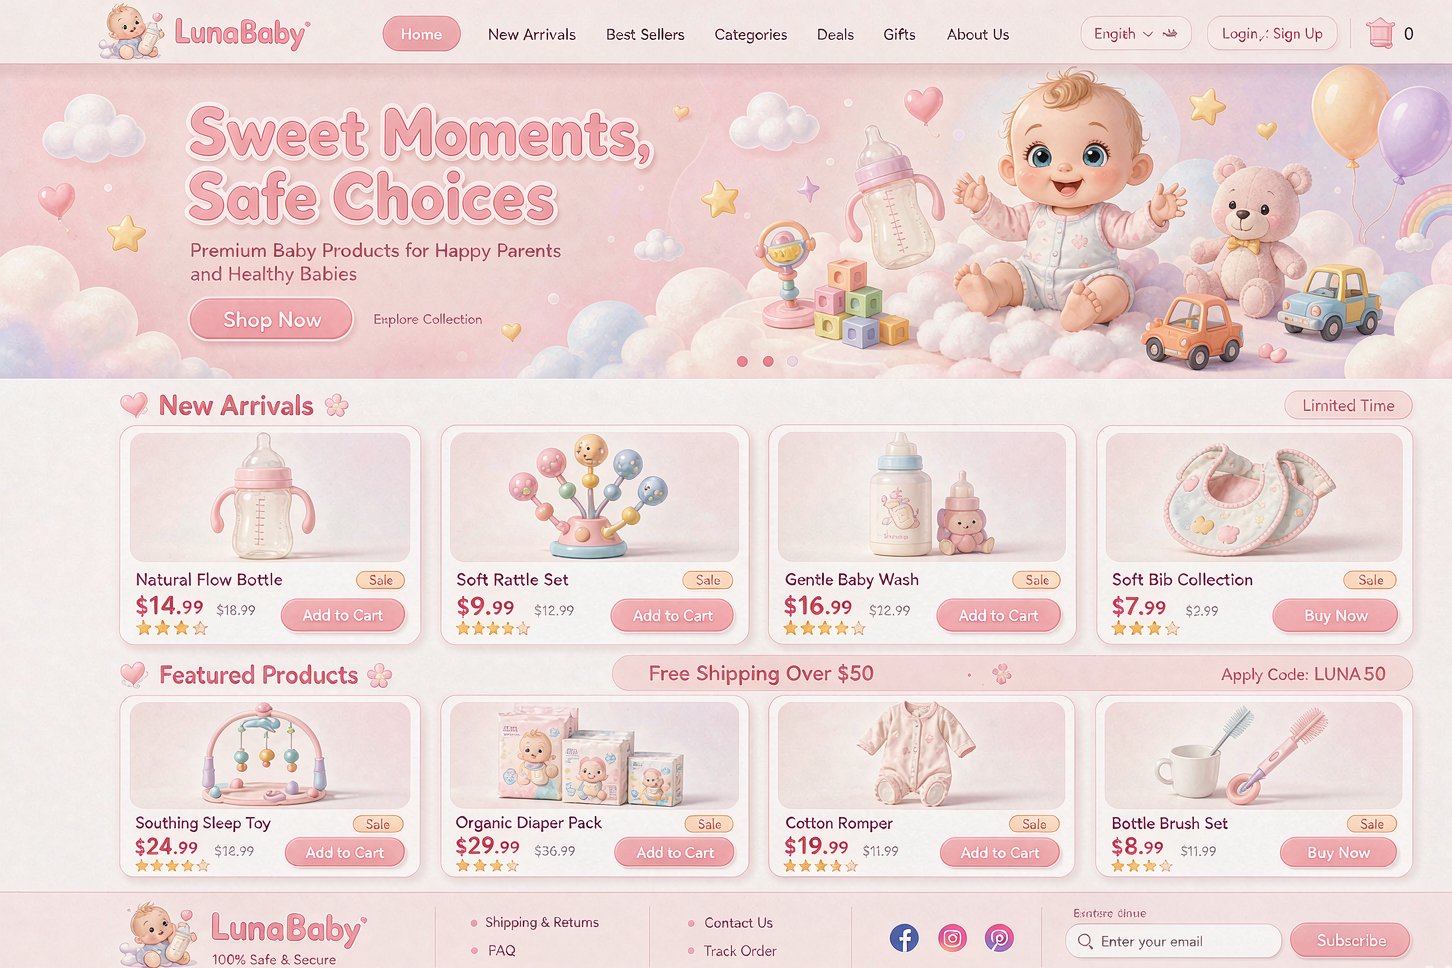 LunaBaby
Home
New Arrivals
Best Sellers
Categories
Deals
Gifts
About Us
Engith
Login / Sign Up
0
Sweet Moments,
Safe Choices
Premium Baby Products for Happy Parents
and Healthy Babies
Shop Now
Explore Collection
New Arrivals
Limited Time
Natural Flow Bottle
Sale
$14.99 $18.99
Add to Cart
Soft Rattle Set
Sale
$9.99 $12.99
Add to Cart
Gentle Baby Wash
Sale
$16.99 $12.99
Add to Cart
Soft Bib Collection
Sale
$7.99 $2.99
Buy Now
Featured Products
Free Shipping Over $50
Apply Code: LUNA50
Southing Sleep Toy
Sale
$24.99 $12.99
Add to Cart
Organic Diaper Pack
Sale
$29.99 $36.99
Add to Cart
Cotton Romper
Sale
$19.99 $11.99
Add to Cart
Bottle Brush Set
Sale
$8.99 $11.99
Buy Now
LunaBaby
100% Safe & Secure
Shipping & Retums
PAQ
Contact Us
Track Order
Enter your email
Subscribe